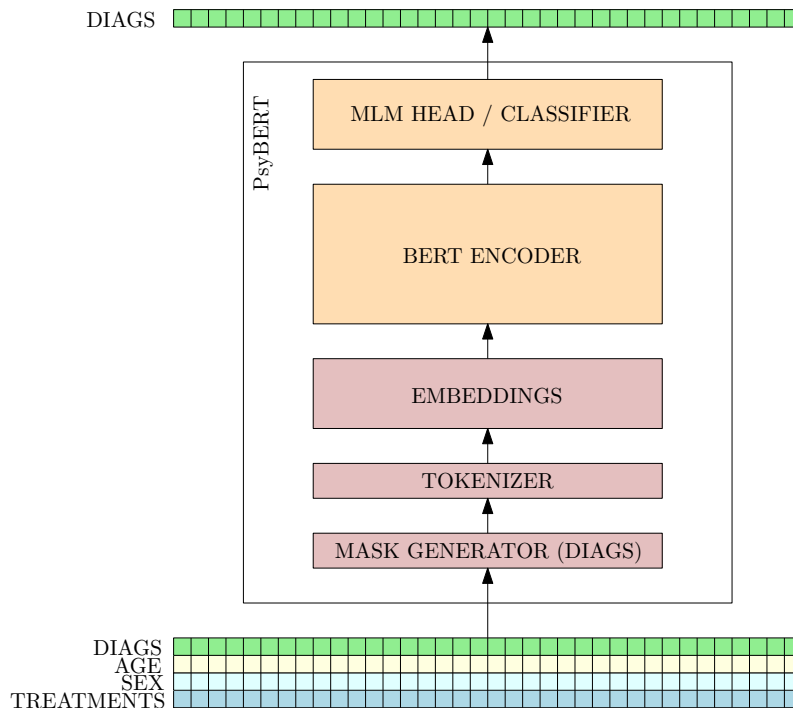 DIAGS
PsyBERT
MLM HEAD / CLASSIFIER
BERT ENCODER
EMBEDDINGS
TOKENIZER
MASK GENERATOR (DIAGS)
DIAGS
AGE
SEX
TREATMENTS